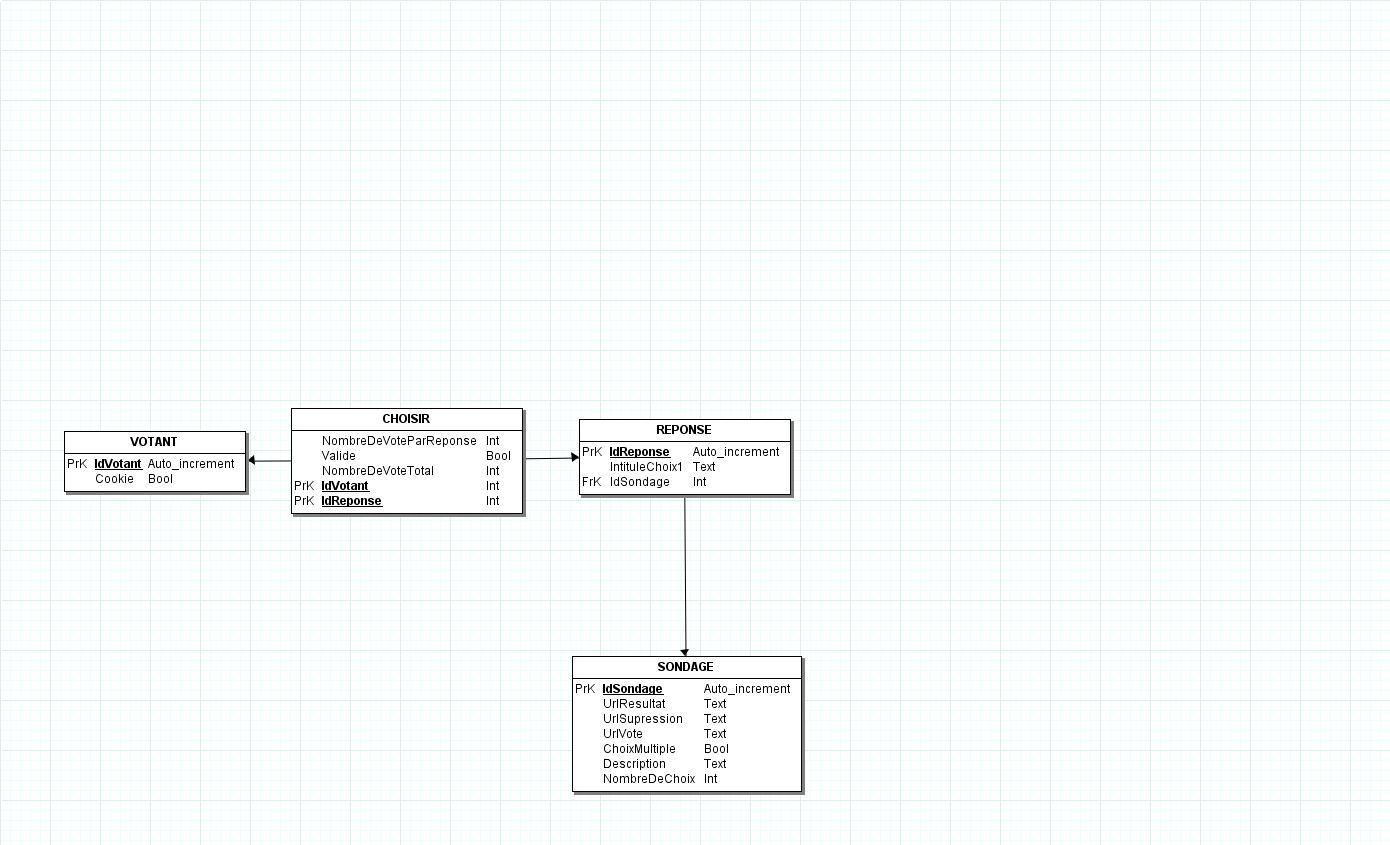 VOTANT
PrK IdVotant Auto_increment
Cookie Bool
CHOISIR
NombreDeVoteParReponse Int
Valide Bool
NombreDeVoteTotal Int
PrK IdVotant Int
PrK IdReponse Int
REPONSE
PrK IdReponse Auto_increment
IntituleChoix1 Text
FrK IdSondage Int
SONDAGE
PrK IdSondage Auto_increment
UrlResultat Text
UrlSupression Text
UrlVote Text
ChoixMultiple Bool
Description Text
NombreDeChoix Int